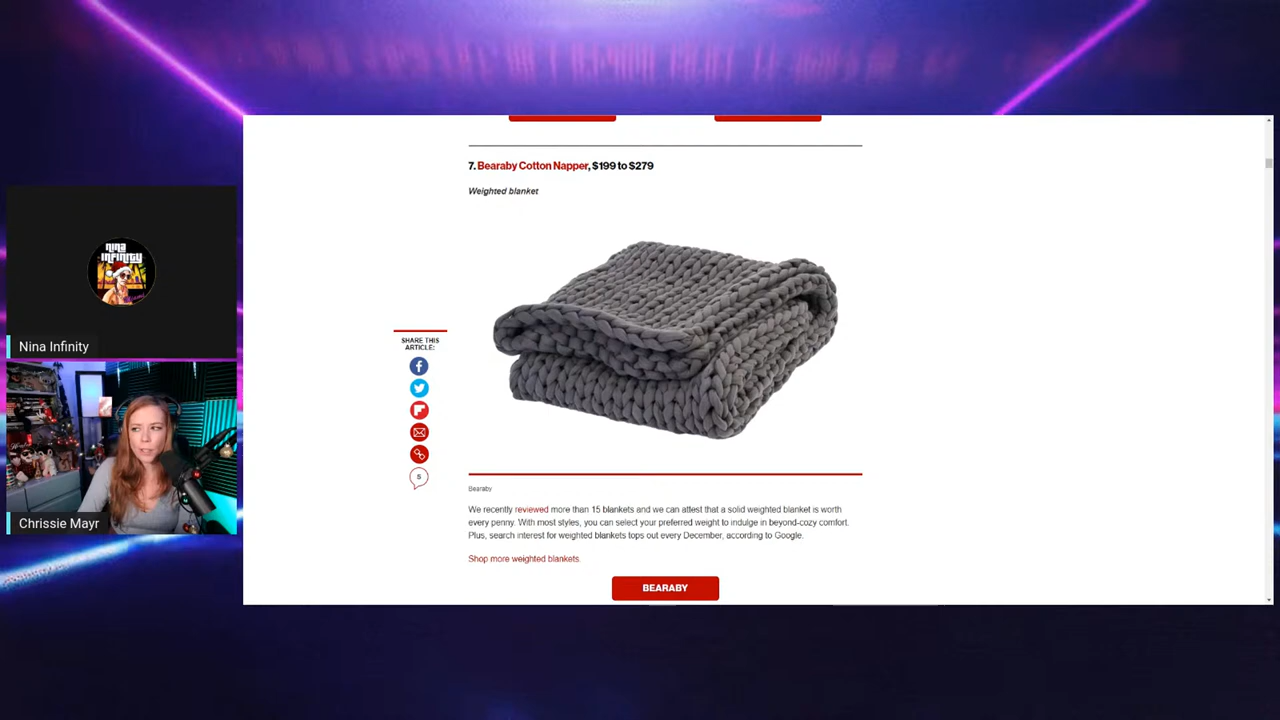 nina
INFINITY
Nina Infinity
Chrissie Mayr
7. Bearaby Cotton Napper, $199 to $279
Weighted blanket
SHARE THIS
ARTICLE:
5
Bearaby
We recently reviewed more than 15 blankets and we can attest that a solid weighted blanket is worth
every penny. With most styles, you can select your preferred weight to indulge in beyond-cozy comfort.
Plus, search interest for weighted blankets tops out every December, according to Google.
Shop more weighted blankets.
BEARABY